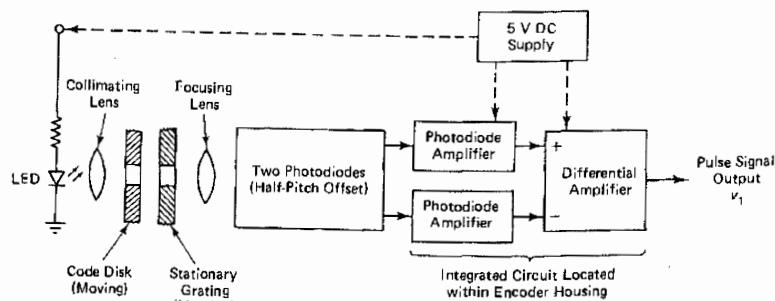 5 V DC
Supply
Collimating
Lens
Focusing
Lens
LED
Two Photodiodes
(Half-Pitch Offset)
Photodiode
Amplifier
Photodiode
Amplifier
+
−
Differential
Amplifier
Pulse Signal
Output
v₁
Code Disk
(Moving)
Stationary
Grating
Integrated Circuit Located
within Encoder Housing